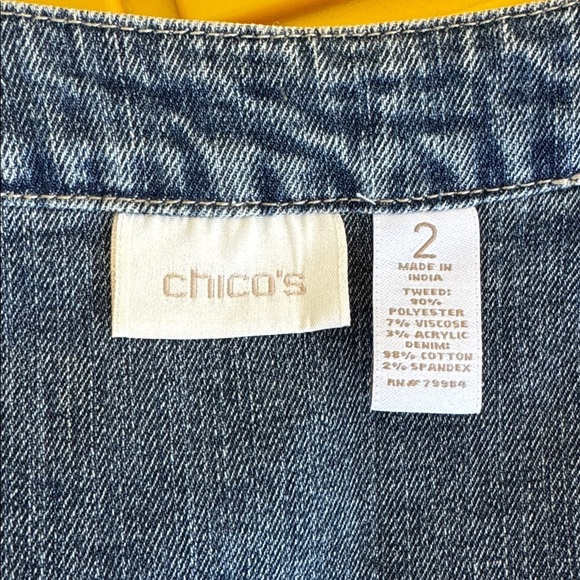 chico's
2
MADE IN
INDIA
TWEED:
90%
POLYESTER
7% VISCOSE
3% ACRYLIC
DENIM:
98% COTTON
2% SPANDEX
RN# 79984